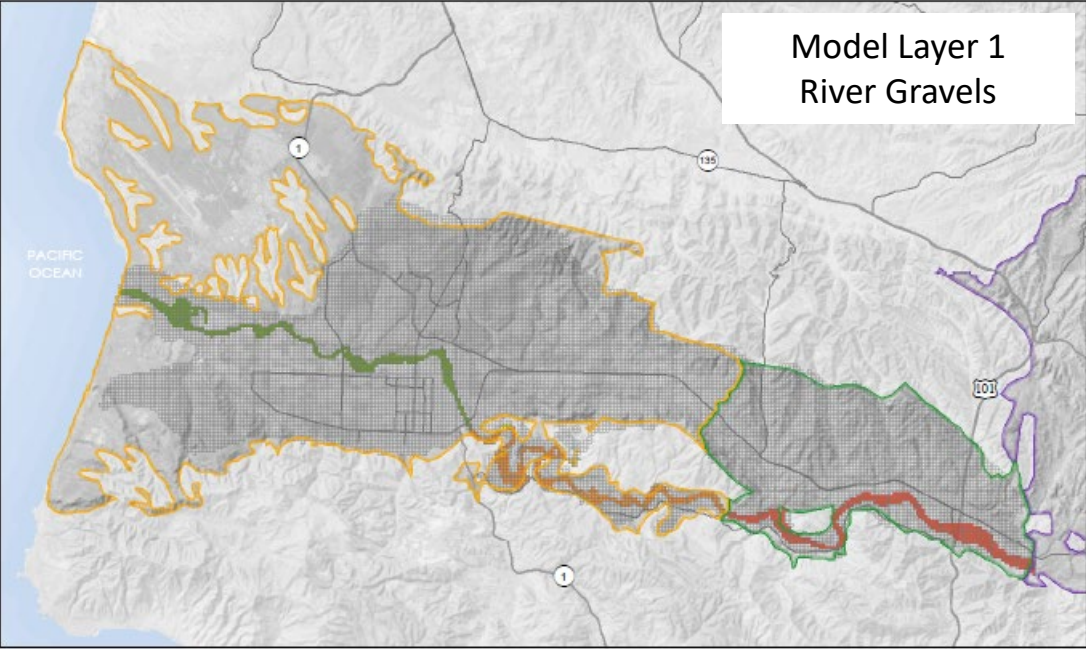 Model Layer 1
River Gravels
1
135
PACIFIC
OCEAN
101
1